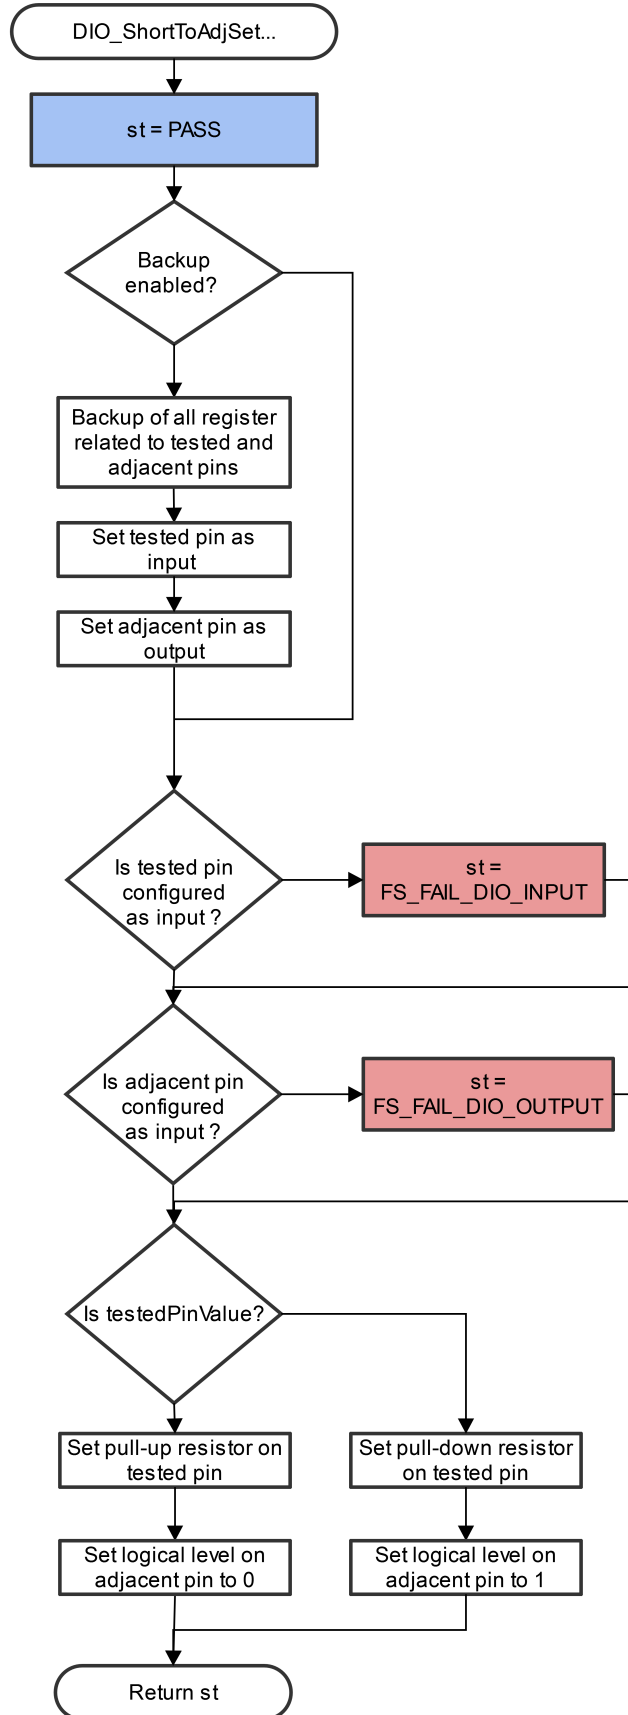 DIO_ShortToAdjSet...
st = PASS
Backup
enabled?
Backup of all register
related to tested and
adjacent pins
Set tested pin as
input
Set adjacent pin as
output
Is tested pin
configured
as input ?
st =
FS_FAIL_DIO_INPUT
Is adjacent pin
configured
as input ?
st =
FS_FAIL_DIO_OUTPUT
Is testedPinValue?
Set pull-up resistor on
tested pin
Set pull-down resistor
on tested pin
Set logical level on
adjacent pin to 0
Set logical level on
adjacent pin to 1
Return st